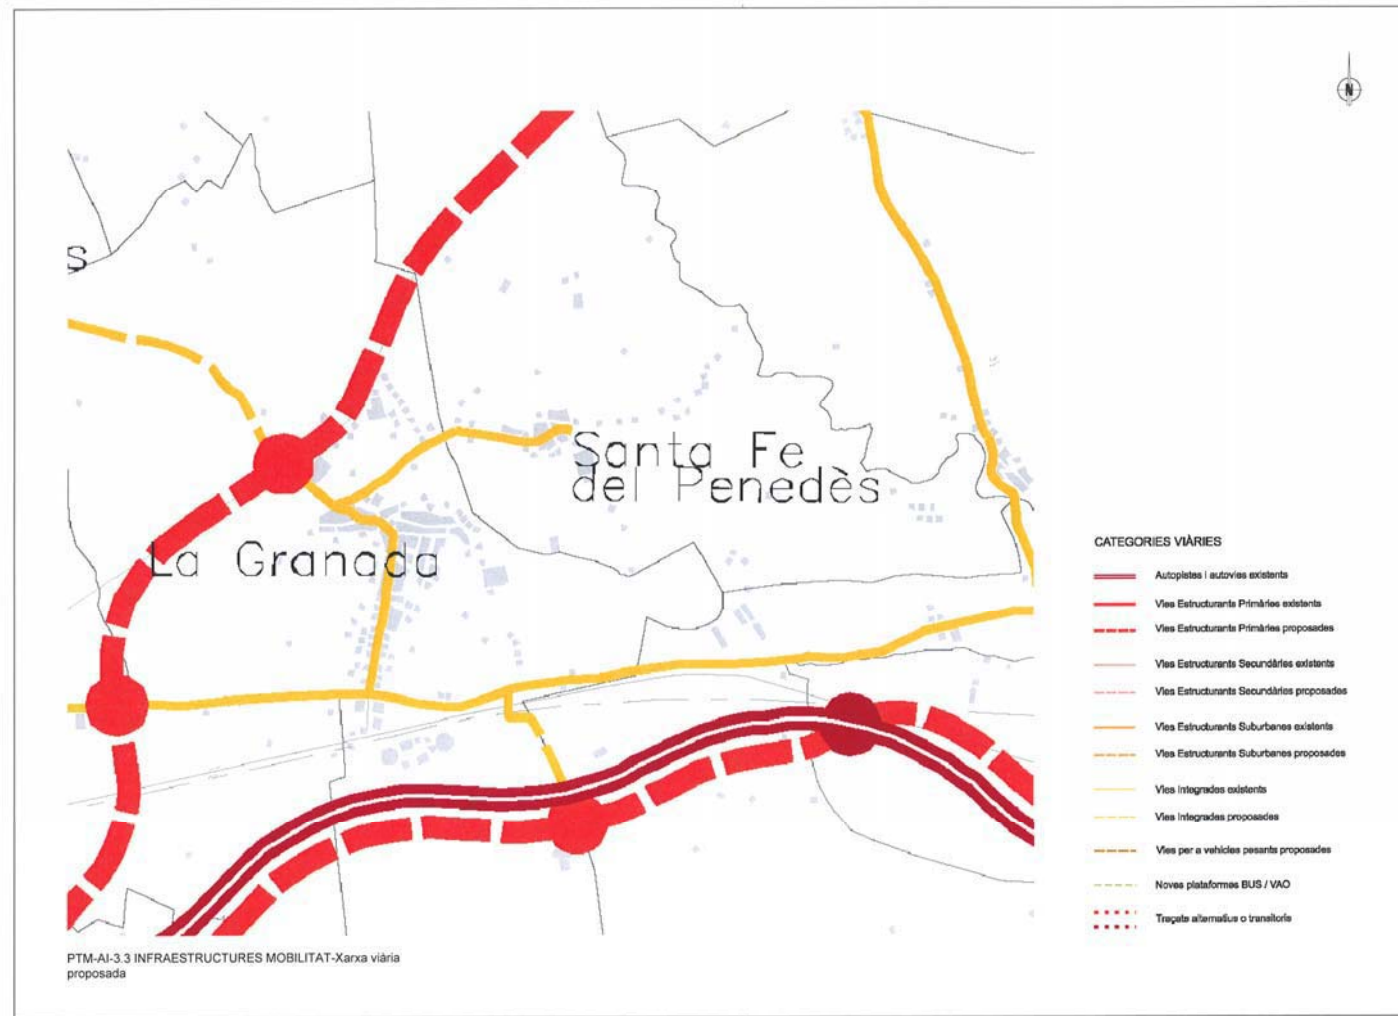 N
s
Santa Fe
del Penedès
La Granada
CATEGORIES VIÀRIES
Autopistes i autovies existents
Vies Estructurants Primàries existents
Vies Estructurants Primàries proposades
Vies Estructurants Secundàries existents
Vies Estructurants Secundàries proposades
Vies Estructurants Suburbanes existents
Vies Estructurants Suburbanes proposades
Vies Integrades existents
Vies Integrades proposades
Vies per a vehicles pesants proposades
Noves plataformes BUS / VAO
Traçats alternatius o transitoris
PTM-AI-3.3 INFRAESTRUCTURES MOBILITAT-Xarxa viària
proposada